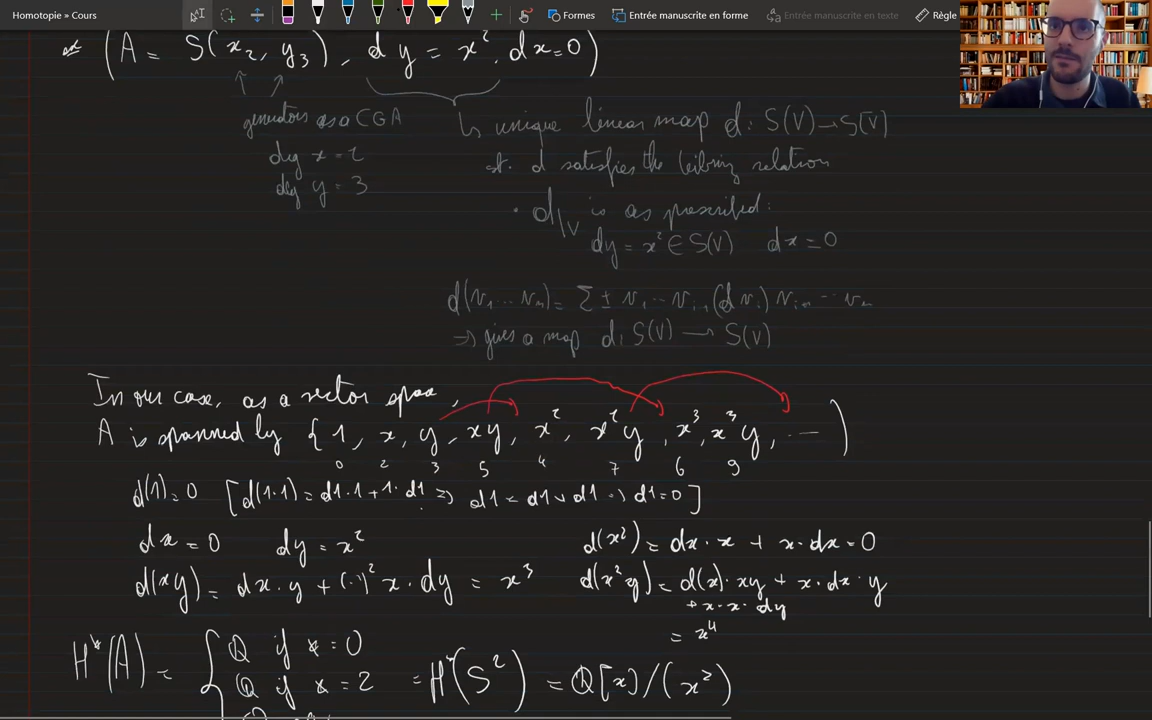 Homotopie » Cours
Formes
Entrée manuscrite en forme
Entrée manuscrite en texte
Règle
(A = S(x₂, y₃), dy = x², dx=0)
generators as a CGA
deg x = 2
deg y = 3
↳ unique linear map d: S(V)→S(V)
st. d satisfies the Leibniz relation
· d|V is as prescribed:
dy = x² ∈ S(V) dx = 0
d(v₁ ... vₙ) = Σ ± v₁ ... vᵢ₋₁ (dvᵢ) vᵢ₊₁ ... vₙ
→ gives a map d: S(V) → S(V)
In our case, as a vector space,
A is spanned by {1, x, y, xy, x², x²y, x³, x³y, ...)
0 2 3 5 4 7 6 9
d(1)=0 [d(1·1) = d1·1 + 1·d1 ⇒ d1 = d1 + d1 ⇒ d1=0]
dx = 0 dy = x²
d(x²) = dx·x + x·dx = 0
d(xy) = dx·y + (-1)² x·dy = x³
d(x²y) = d(x)·xy + x·dx·y
+ x·x·dy
= x⁴
H*(A) = { Q if * = 0
Q if * = 2
= H*(S²) = Q[x]/(x²)